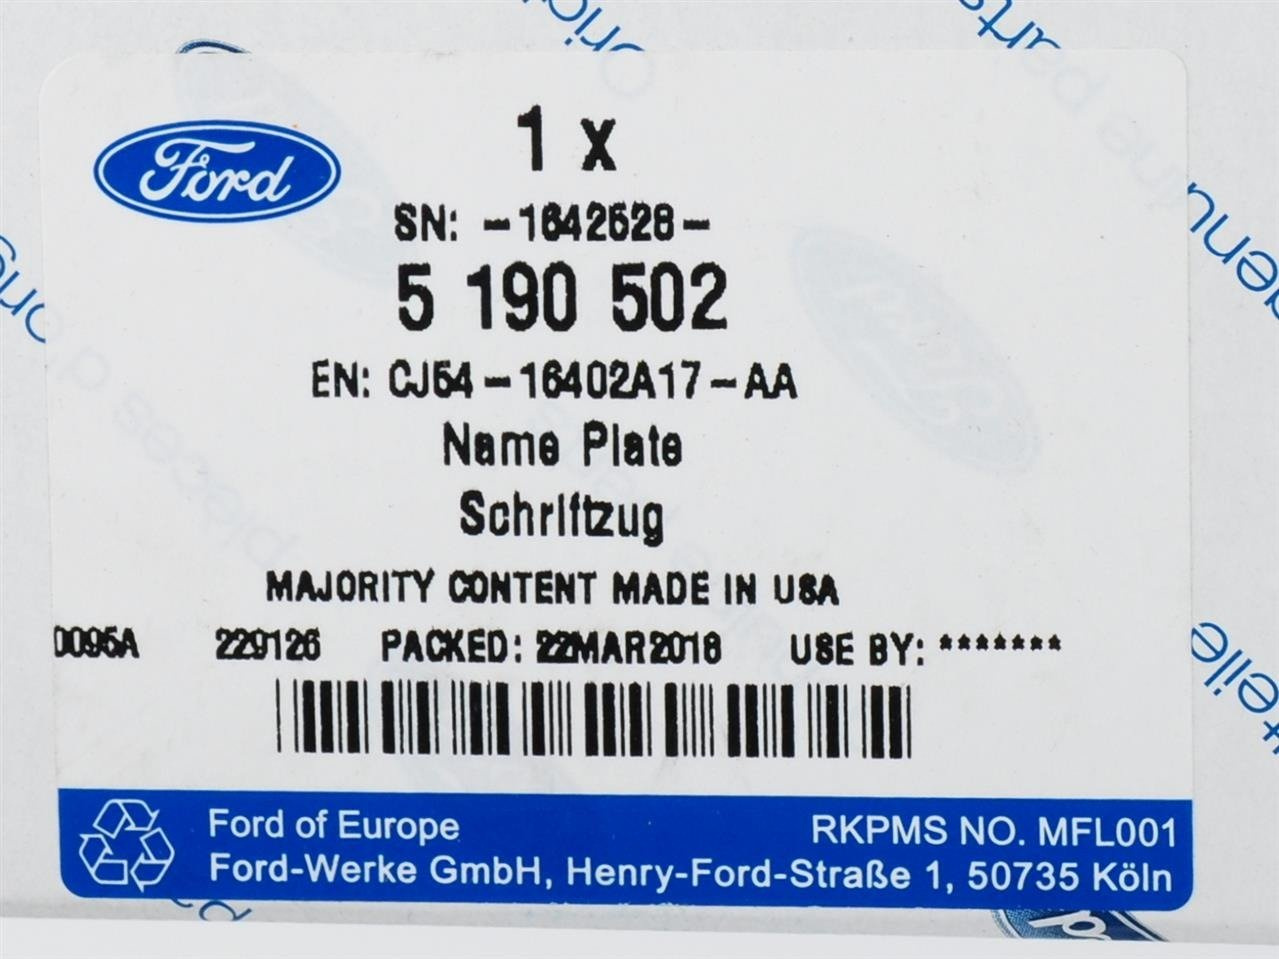 Ford
1 x
SN: -1642628-
5 190 502
EN: CJ54-16402A17-AA
Name Plate
Schriftzug
MAJORITY CONTENT MADE IN USA
0095A 229126 PACKED: 22MAR2018 USE BY: *******
Ford of Europe RKPMS NO. MFL001
Ford-Werke GmbH, Henry-Ford-Straße 1, 50735 Köln